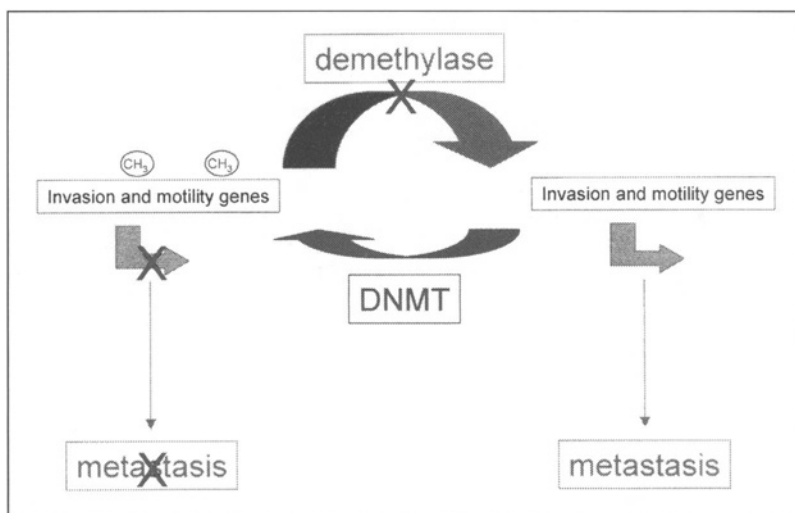 demethylase
CH3 CH3
Invasion and motility genes
Invasion and motility genes
DNMT
metastasis
metastasis